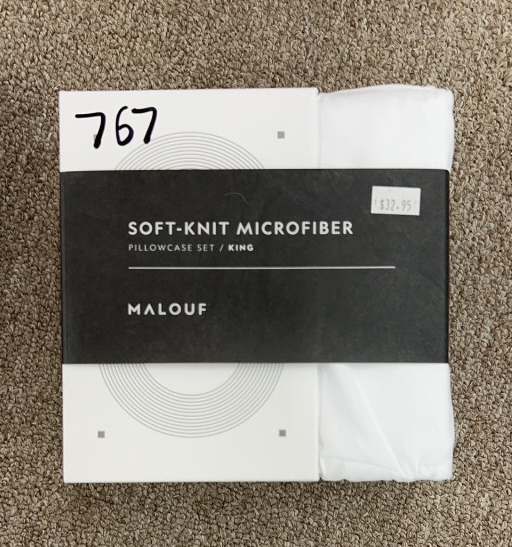 767
$32.95
SOFT-KNIT MICROFIBER
PILLOWCASE SET / KING
MALOUF